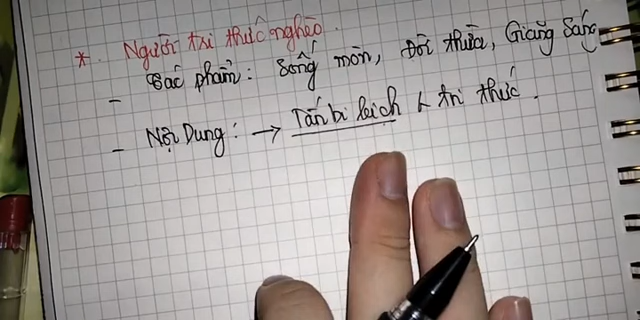 * Người tri thức nghèo.
- Tác phẩm: Sống mòn, Đời thừa, Giăng Sáng
- Nội Dung: → Tấn bi kịch ← tri thức.